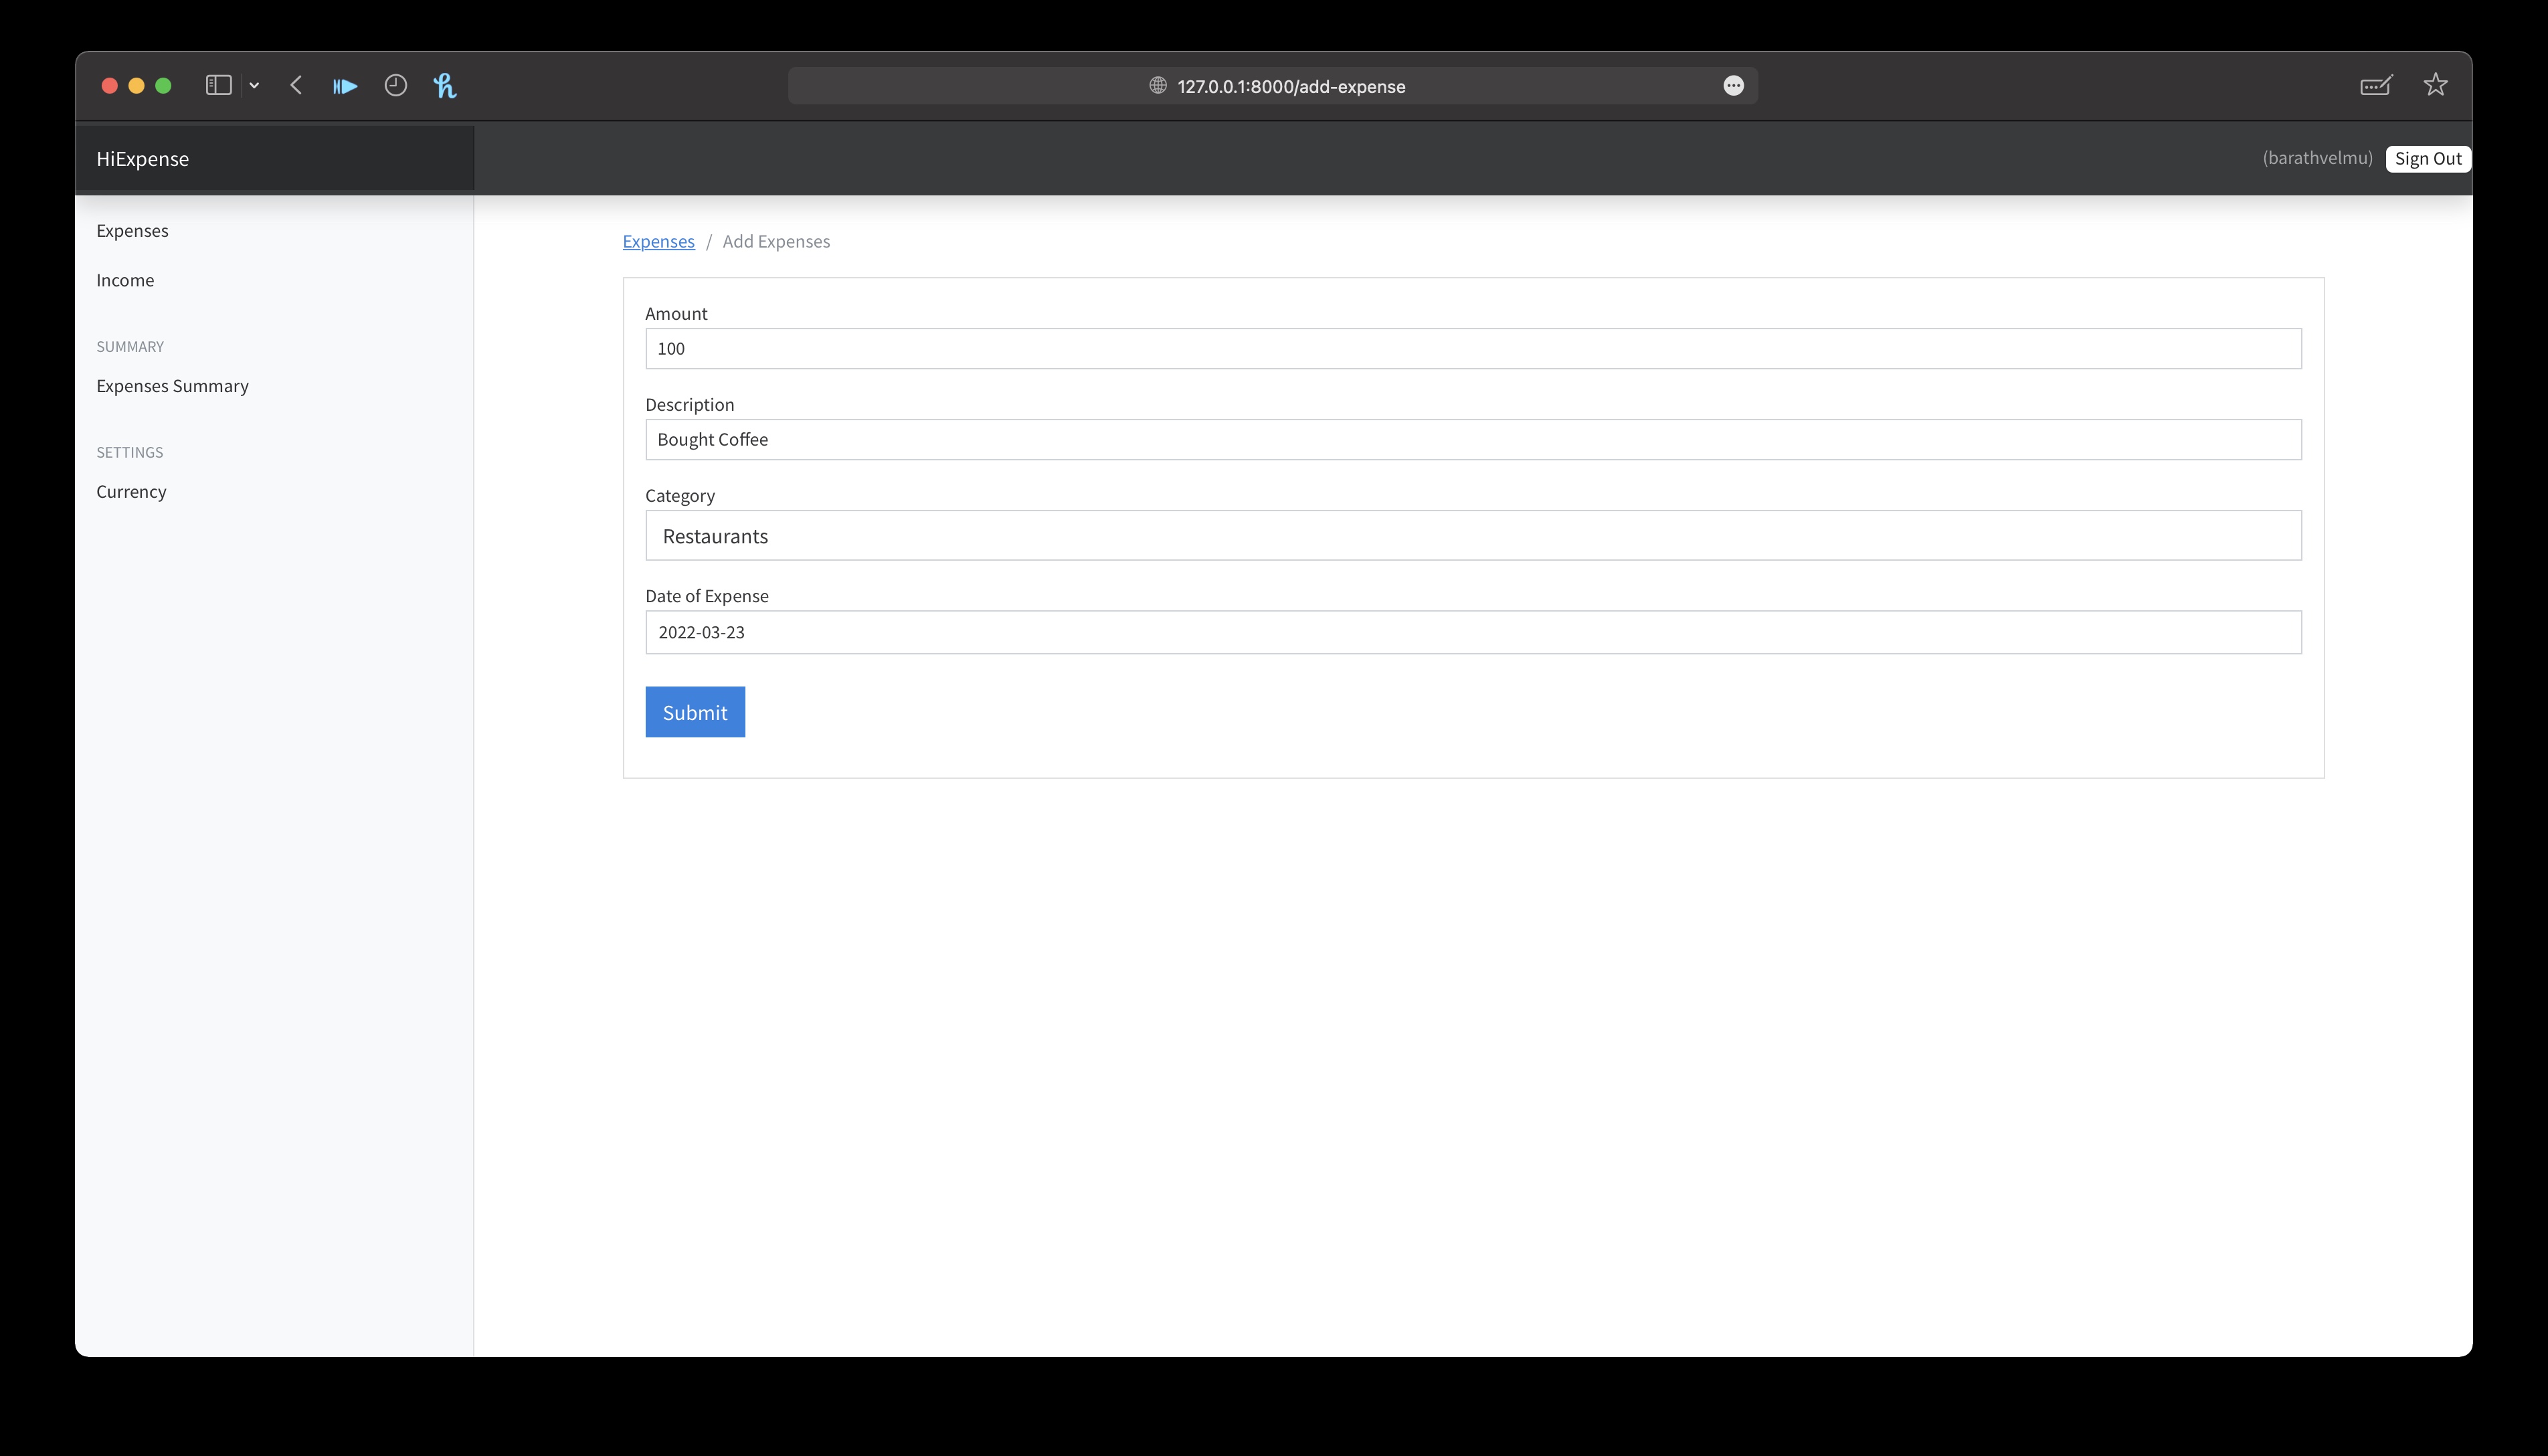 127.0.0.1:8000/add-expense
HiExpense
(barathvelmu) Sign Out
Expenses
Income
SUMMARY
Expenses Summary
SETTINGS
Currency
Expenses / Add Expenses
Amount
100
Description
Bought Coffee
Category
Restaurants
Date of Expense
2022-03-23
Submit